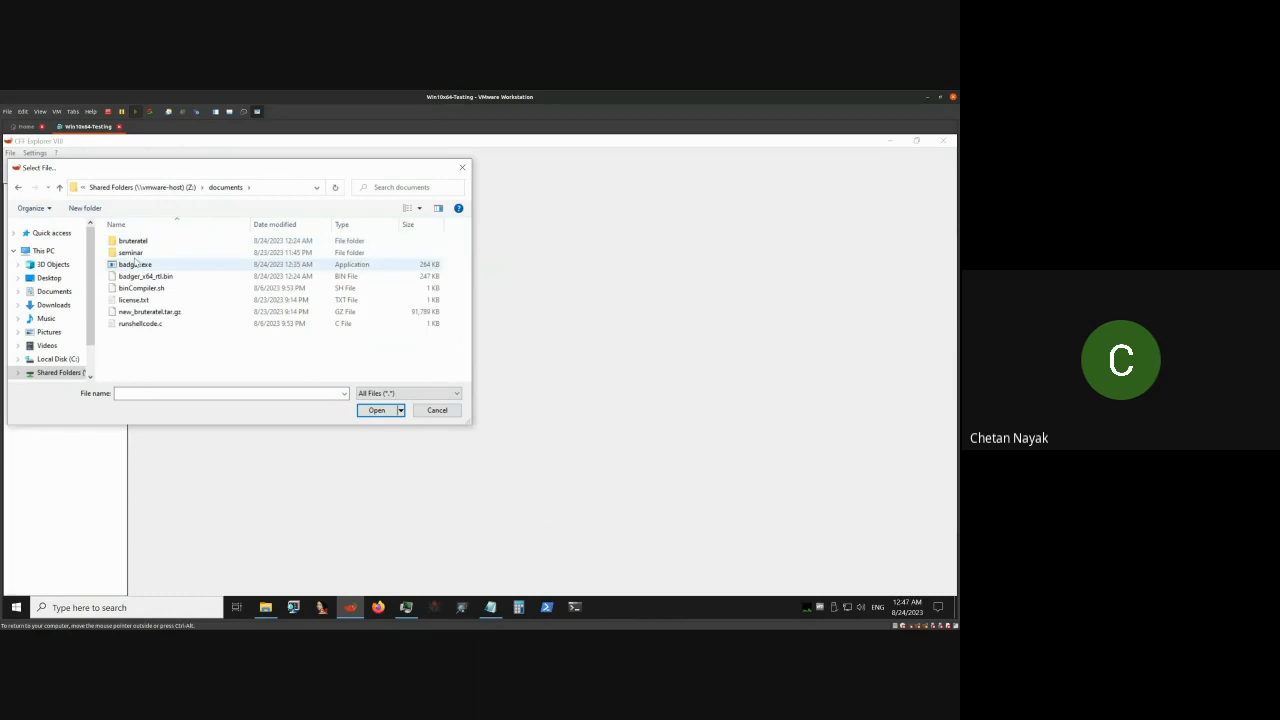 Win10x64-Testing - VMware Workstation
File Edit View VM Tabs Help
Home Win10x64-Testing
CFF Explorer VIII
File Settings ?
Select File...
« Shared Folders (\\vmware-host) (Z:) › documents ›
Search documents
Organize New folder
Name Date modified Type Size
Quick access
This PC
3D Objects
Desktop
Documents
Downloads
Music
Pictures
Videos
Local Disk (C:)
Shared Folders (
bruteratel 8/24/2023 12:24 AM File folder
seminar 8/23/2023 11:45 PM File folder
badger.exe 8/24/2023 12:35 AM Application 264 KB
badger_x64_rtl.bin 8/24/2023 12:24 AM BIN File 247 KB
binCompiler.sh 8/6/2023 9:53 PM SH File 1 KB
license.txt 8/23/2023 9:14 PM TXT File 1 KB
new_bruteratel.tar.gz 8/23/2023 9:14 PM GZ File 91,789 KB
runshellcode.c 8/6/2023 9:53 PM C File 1 KB
File name: All Files (*.*)
Open Cancel
C
Chetan Nayak
Type here to search
ENG
12:47 AM
8/24/2023
To return to your computer, move the mouse pointer outside or press Ctrl-Alt.